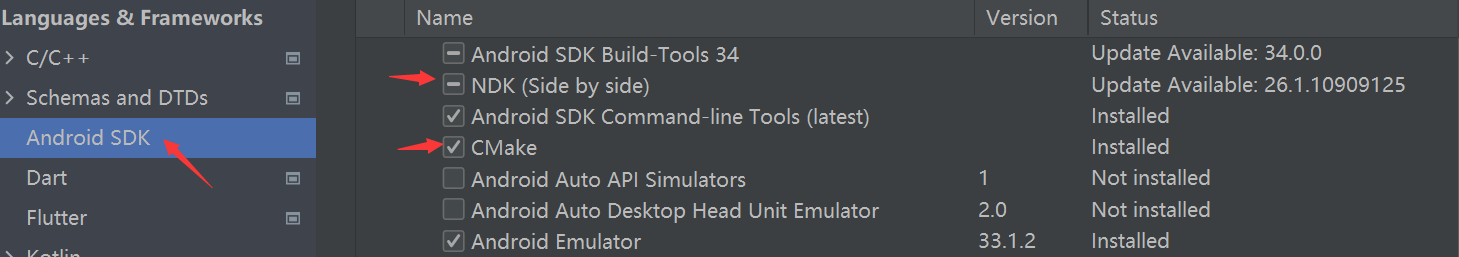 Languages & Frameworks
C/C++
Schemas and DTDs
Android SDK
Dart
Flutter
Kotlin
Name Version Status
Android SDK Build-Tools 34 Update Available: 34.0.0
NDK (Side by side) Update Available: 26.1.10909125
Android SDK Command-line Tools (latest) Installed
CMake Installed
Android Auto API Simulators 1 Not installed
Android Auto Desktop Head Unit Emulator 2.0 Not installed
Android Emulator 33.1.2 Installed